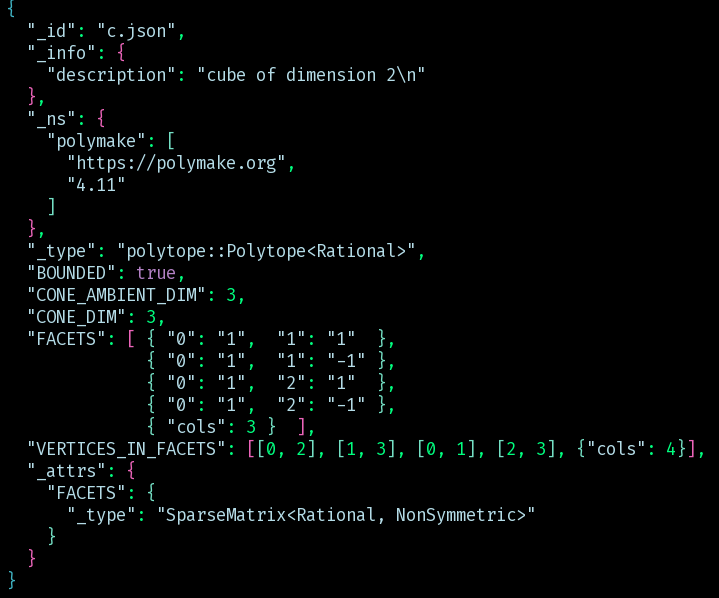 {
  "_id": "c.json",
  "_info": {
    "description": "cube of dimension 2\n"
  },
  "_ns": {
    "polymake": [
      "https://polymake.org",
      "4.11"
    ]
  },
  "_type": "polytope::Polytope<Rational>",
  "BOUNDED": true,
  "CONE_AMBIENT_DIM": 3,
  "CONE_DIM": 3,
  "FACETS": [ { "0": "1",  "1": "1"  },
              { "0": "1",  "1": "-1" },
              { "0": "1",  "2": "1"  },
              { "0": "1",  "2": "-1" },
              { "cols": 3 }  ],
  "VERTICES_IN_FACETS": [[0, 2], [1, 3], [0, 1], [2, 3], {"cols": 4}],
  "_attrs": {
    "FACETS": {
      "_type": "SparseMatrix<Rational, NonSymmetric>"
    }
  }
}